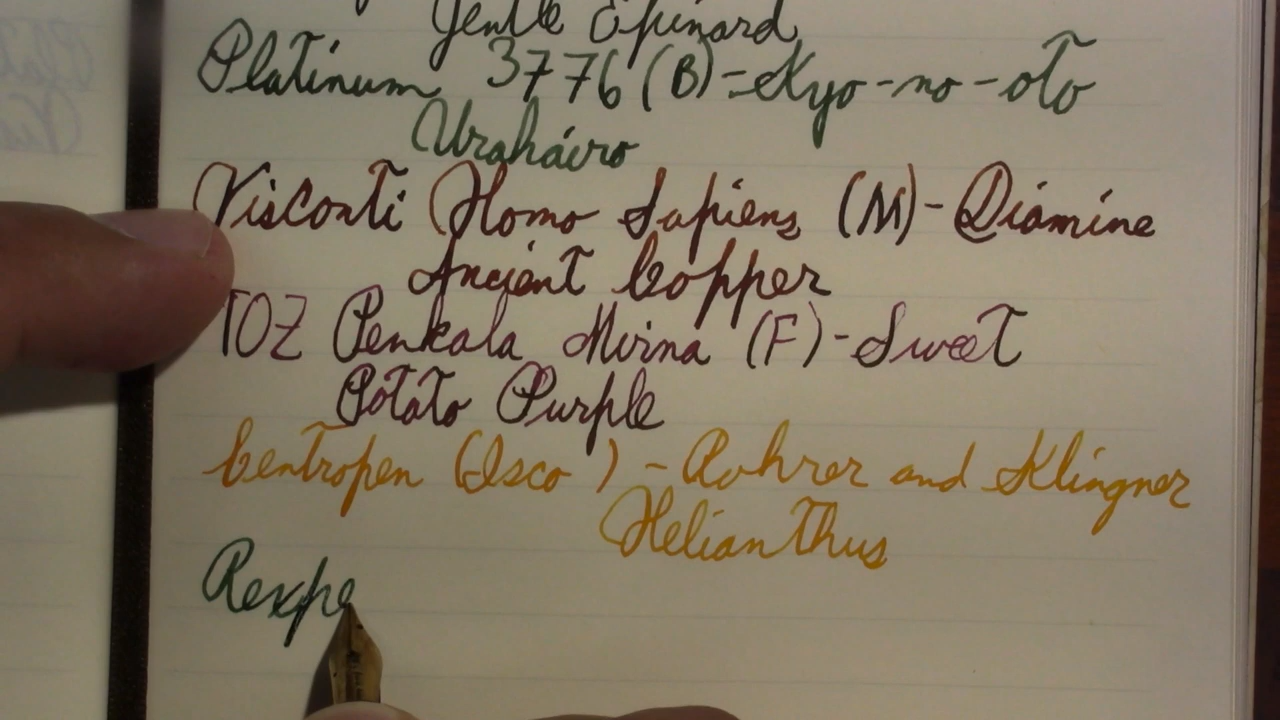 Gentle Epinard
Platinum 3776 (B)-Kyo-no-oto
Urahairo
Visconti Homo Sapiens (M)-Diamine
Ancient Copper
TOZ Penkala Mirna (F)-Sweet
Potato Purple
Centropen (Isco ) - Rohrer and Klingner
Helianthus
Rexpe